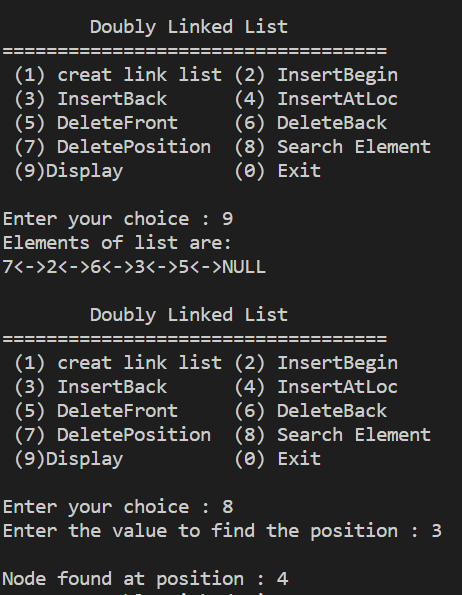 Doubly Linked List
===================================
(1) creat link list (2) InsertBegin
(3) InsertBack (4) InsertAtLoc
(5) DeleteFront (6) DeleteBack
(7) DeletePosition (8) Search Element
(9)Display (0) Exit
Enter your choice : 9
Elements of list are:
7<->2<->6<->3<->5<->NULL
Doubly Linked List
===================================
(1) creat link list (2) InsertBegin
(3) InsertBack (4) InsertAtLoc
(5) DeleteFront (6) DeleteBack
(7) DeletePosition (8) Search Element
(9)Display (0) Exit
Enter your choice : 8
Enter the value to find the position : 3
Node found at position : 4